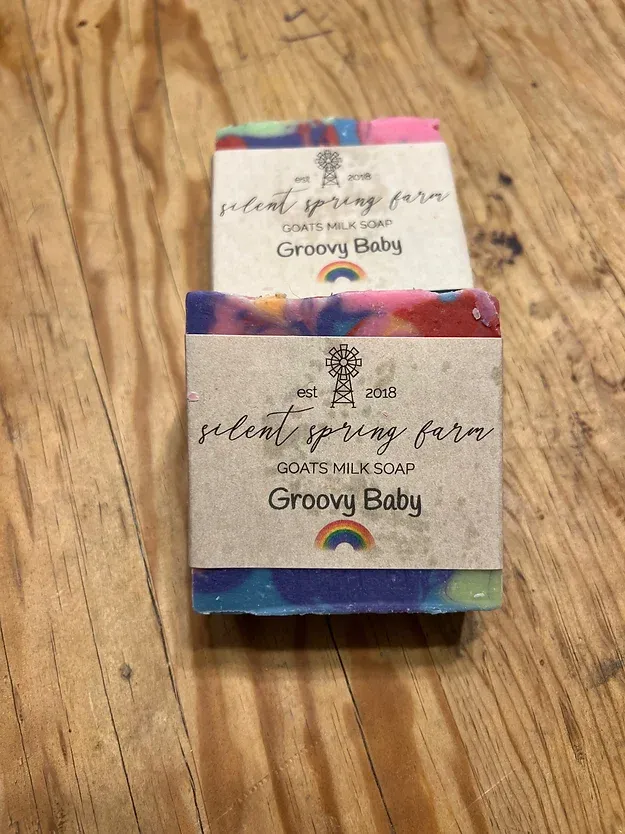 est 2018
silent spring farm
GOATS MILK SOAP
Groovy Baby
est 2018
silent spring farm
GOATS MILK SOAP
Groovy Baby